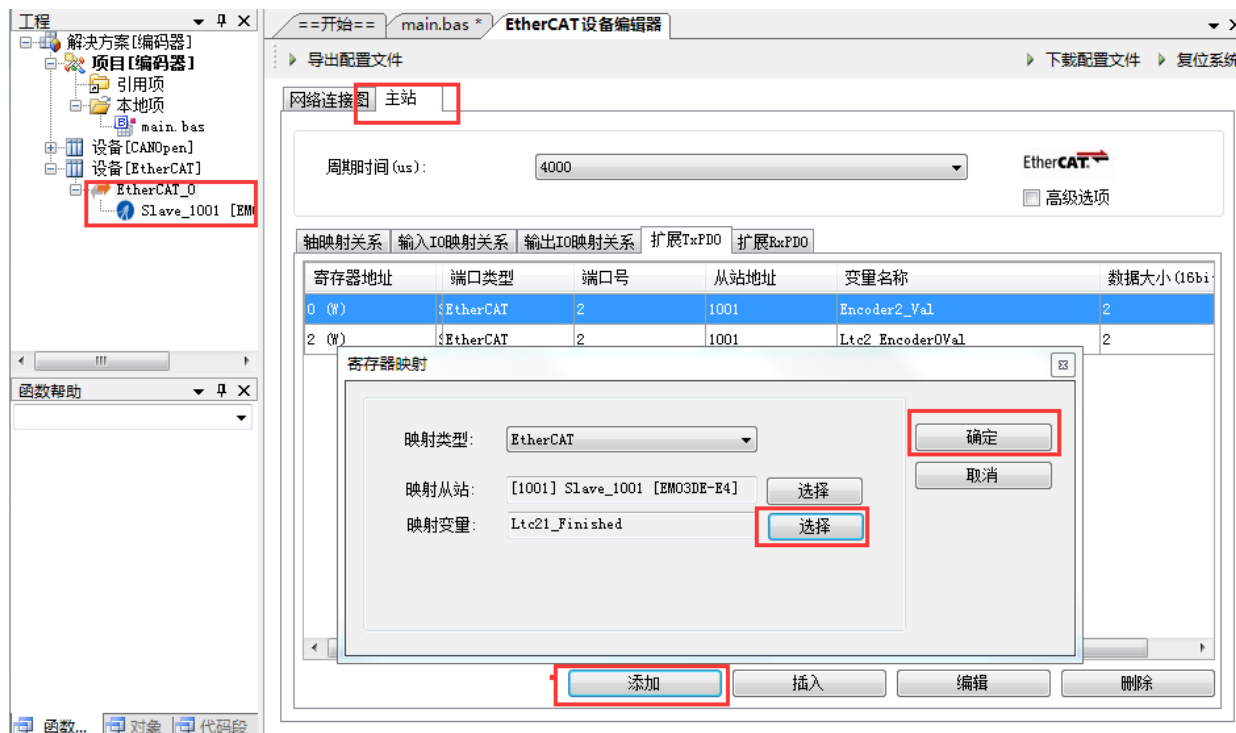 工程
==开始== main.bas * EtherCAT设备编辑器
解决方案[编码器]
项目[编码器]
引用项
本地项
main.bas
设备[CANOpen]
设备[EtherCAT]
EtherCAT_0
Slave_1001 [EM
导出配置文件
下载配置文件 复位系统
网络连接图 主站
周期时间(us): 4000
EtherCAT.
高级选项
轴映射关系 输入IO映射关系 输出IO映射关系 扩展TxPDO 扩展RxPDO
寄存器地址 端口类型 端口号 从站地址 变量名称 数据大小(16bi
0 (W) EtherCAT 2 1001 Encoder2_Val 2
2 (W) EtherCAT 2 1001 Ltc2_Encoder0Val 2
寄存器映射
映射类型: EtherCAT 确定
取消
映射从站: [1001] Slave_1001 [EM03DE-E4] 选择
映射变量: Ltc21_Finished 选择
添加 插入 编辑 删除
函数帮助
函数... 对象 代码段